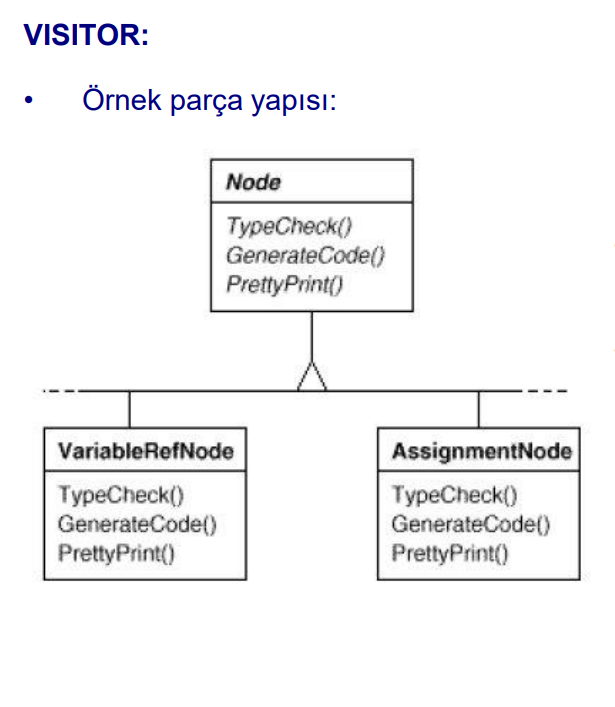 VISITOR:
• Örnek parça yapısı:
Node
TypeCheck()
GenerateCode()
PrettyPrint()
VariableRefNode
TypeCheck()
GenerateCode()
PrettyPrint()
AssignmentNode
TypeCheck()
GenerateCode()
PrettyPrint()